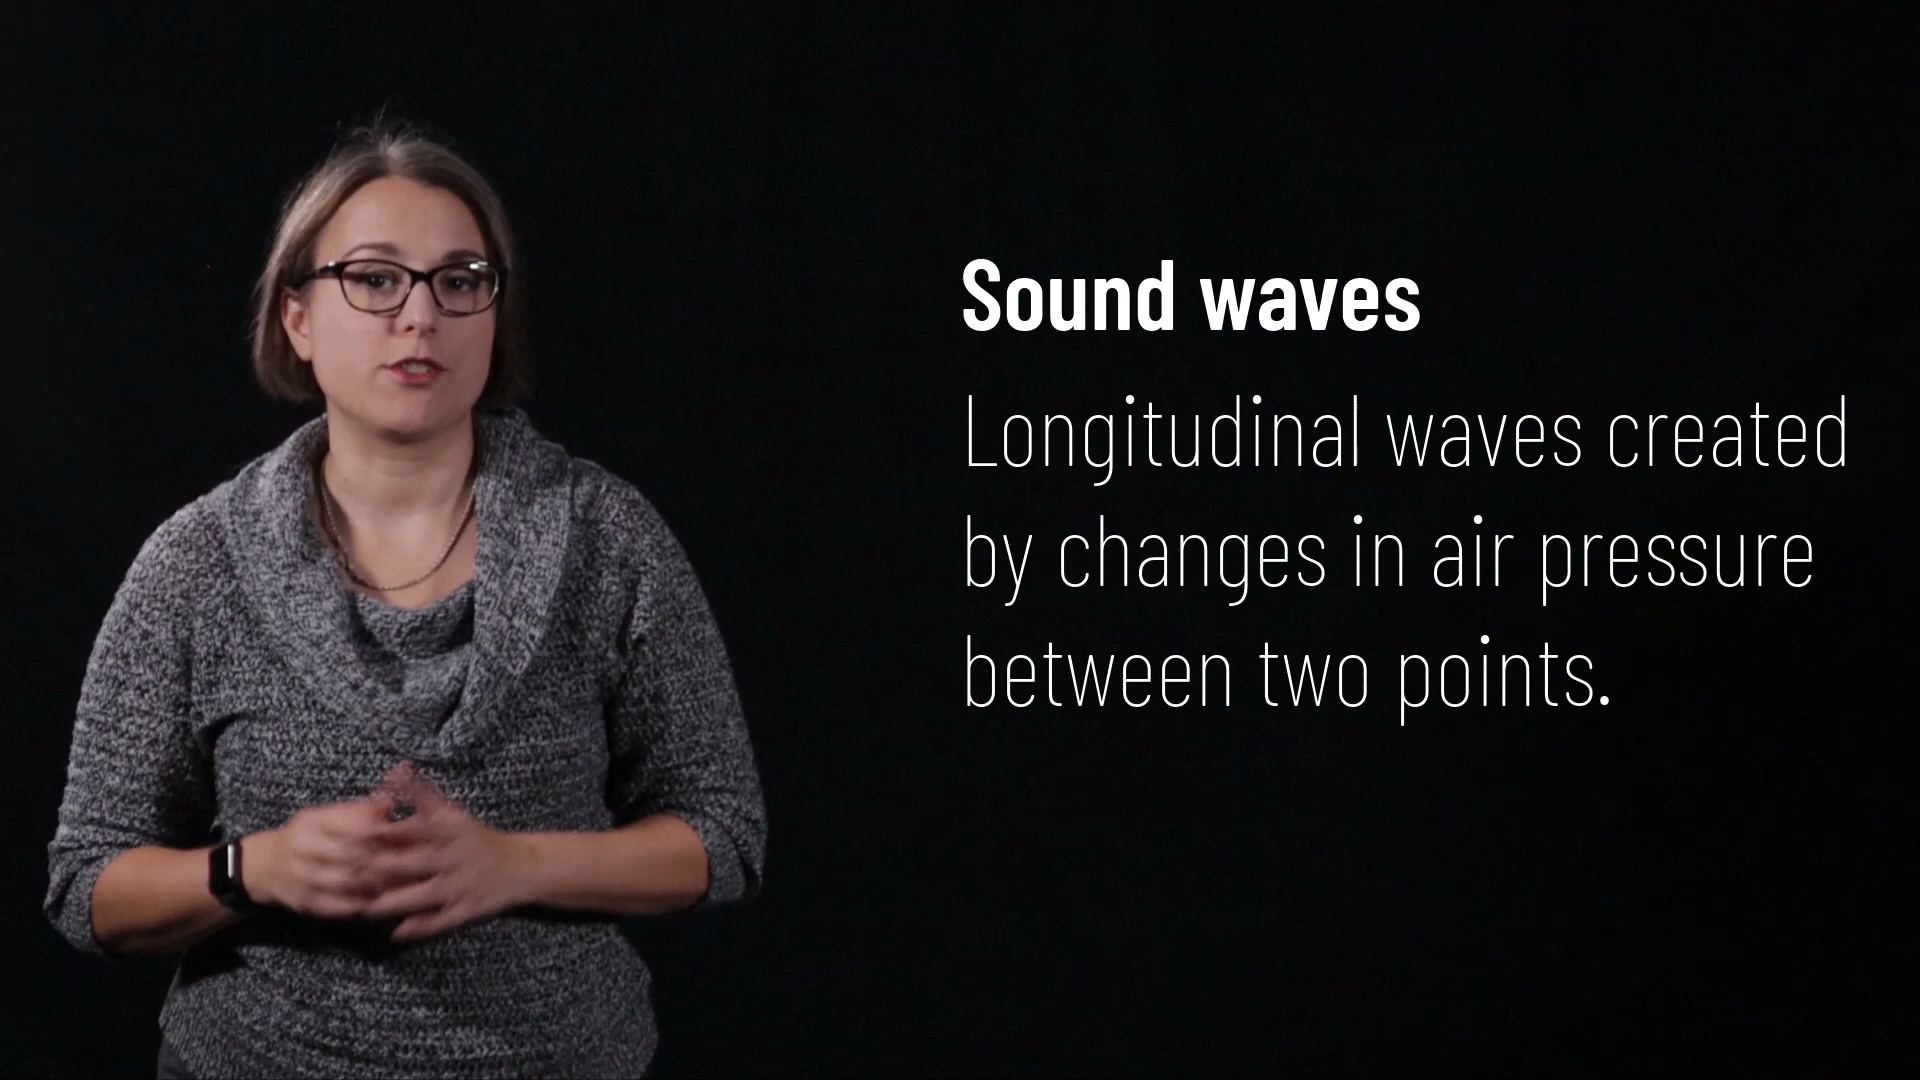 Sound waves
Longitudinal waves created
by changes in air pressure
between two points.